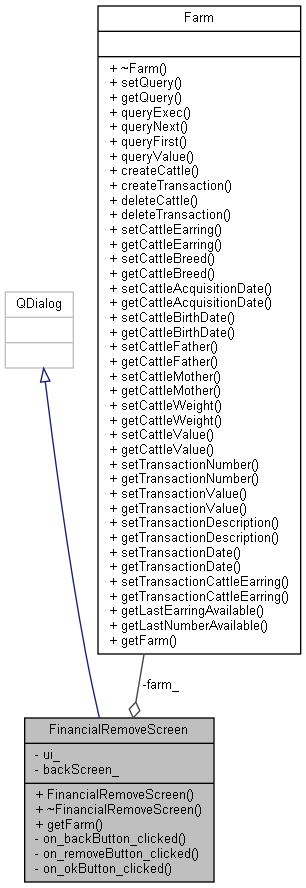 Farm
+ ~Farm()
+ setQuery()
+ getQuery()
+ queryExec()
+ queryNext()
+ queryFirst()
+ queryValue()
+ createCattle()
+ createTransaction()
+ deleteCattle()
+ deleteTransaction()
+ setCattleEarring()
+ getCattleEarring()
+ setCattleBreed()
+ getCattleBreed()
+ setCattleAcquisitionDate()
+ getCattleAcquisitionDate()
+ setCattleBirthDate()
+ getCattleBirthDate()
+ setCattleFather()
+ getCattleFather()
+ setCattleMother()
+ getCattleMother()
+ setCattleWeight()
+ getCattleWeight()
+ setCattleValue()
+ getCattleValue()
+ setTransactionNumber()
+ getTransactionNumber()
+ setTransactionValue()
+ getTransactionValue()
+ setTransactionDescription()
+ getTransactionDescription()
+ setTransactionDate()
+ getTransactionDate()
+ setTransactionCattleEarring()
+ getTransactionCattleEarring()
+ getLastEarringAvailable()
+ getLastNumberAvailable()
+ getFarm()
QDialog
-farm_
FinancialRemoveScreen
- ui_
- backScreen_
+ FinancialRemoveScreen()
+ ~FinancialRemoveScreen()
+ getFarm()
- on_backButton_clicked()
- on_removeButton_clicked()
- on_okButton_clicked()